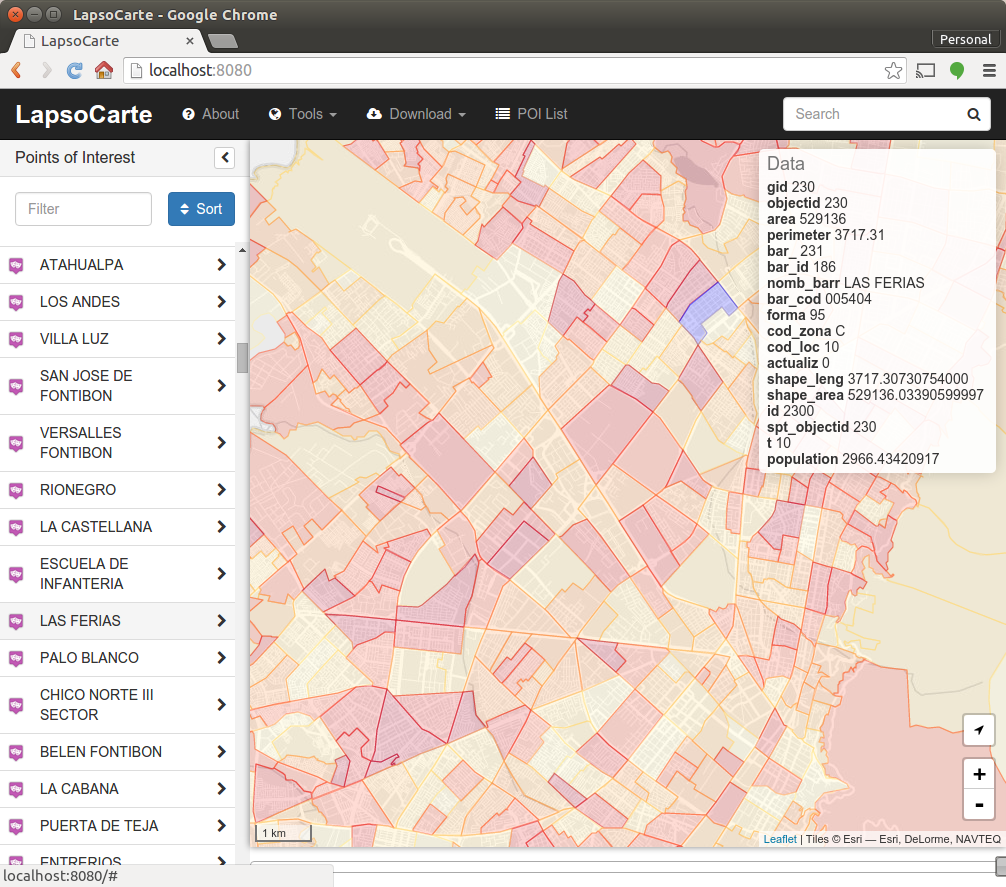 LapsoCarte - Google Chrome
LapsoCarte
Personal
localhost:8080
LapsoCarte
About
Tools
Download
POI List
Search
Points of Interest
Filter
Sort
ATAHUALPA
LOS ANDES
VILLA LUZ
SAN JOSE DE
FONTIBON
VERSALLES
FONTIBON
RIONEGRO
LA CASTELLANA
ESCUELA DE
INFANTERIA
LAS FERIAS
PALO BLANCO
CHICO NORTE III
SECTOR
BELEN FONTIBON
LA CABANA
PUERTA DE TEJA
ENTRERIOS
localhost:8080/#
Data
gid 230
objectid 230
area 529136
perimeter 3717.31
bar_ 231
bar_id 186
nomb_barr LAS FERIAS
bar_cod 005404
forma 95
cod_zona C
cod_loc 10
actualiz 0
shape_leng 3717.30730754000
shape_area 529136.03390599997
id 2300
spt_objectid 230
t 10
population 2966.43420917
+
-
1 km
Leaflet | Tiles © Esri — Esri, DeLorme, NAVTEQ